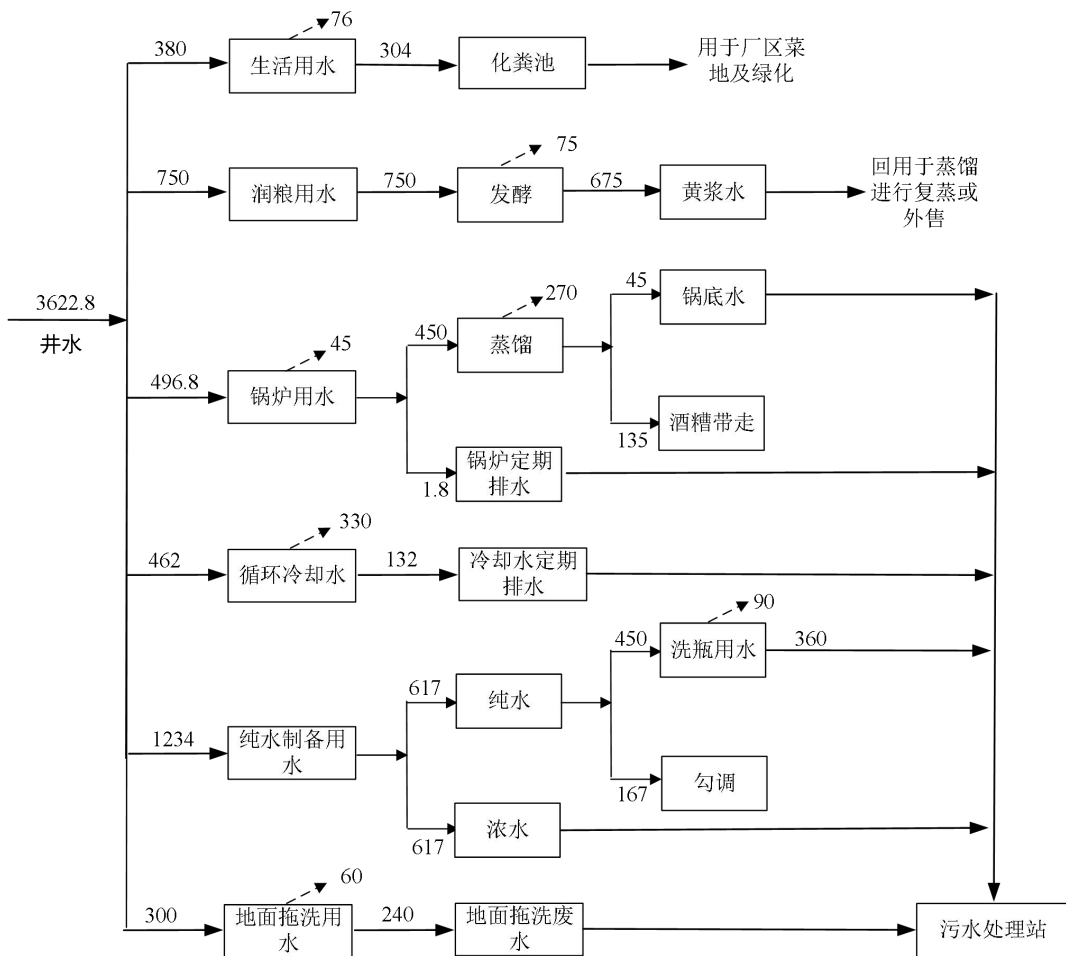 76
380
生活用水
304
化粪池
用于厂区菜
地及绿化
75
750
润粮用水
750
发酵
675
黄浆水
回用于蒸馏
进行复蒸或
外售
3622.8
井水
270
45
锅底水
450
蒸馏
45
496.8
锅炉用水
135
酒糟带走
1.8
锅炉定期
排水
330
462
循环冷却水
132
冷却水定期
排水
90
450
洗瓶用水
360
617
纯水
1234
纯水制备用
水
167
勾调
617
浓水
60
300
地面拖洗用
水
240
地面拖洗废
水
污水处理站